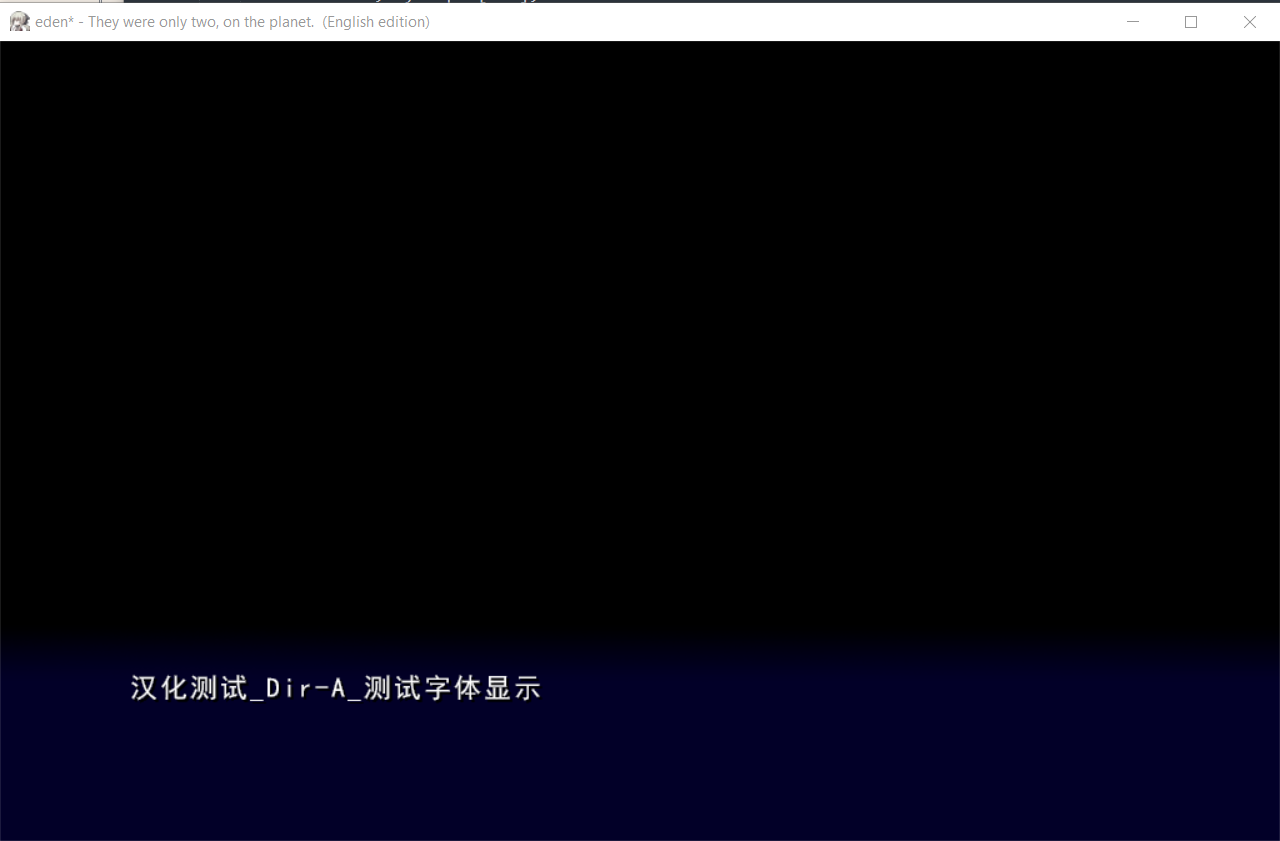 eden* - They were only two, on the planet.  (English edition)
汉化测试_Dir-A_测试字体显示